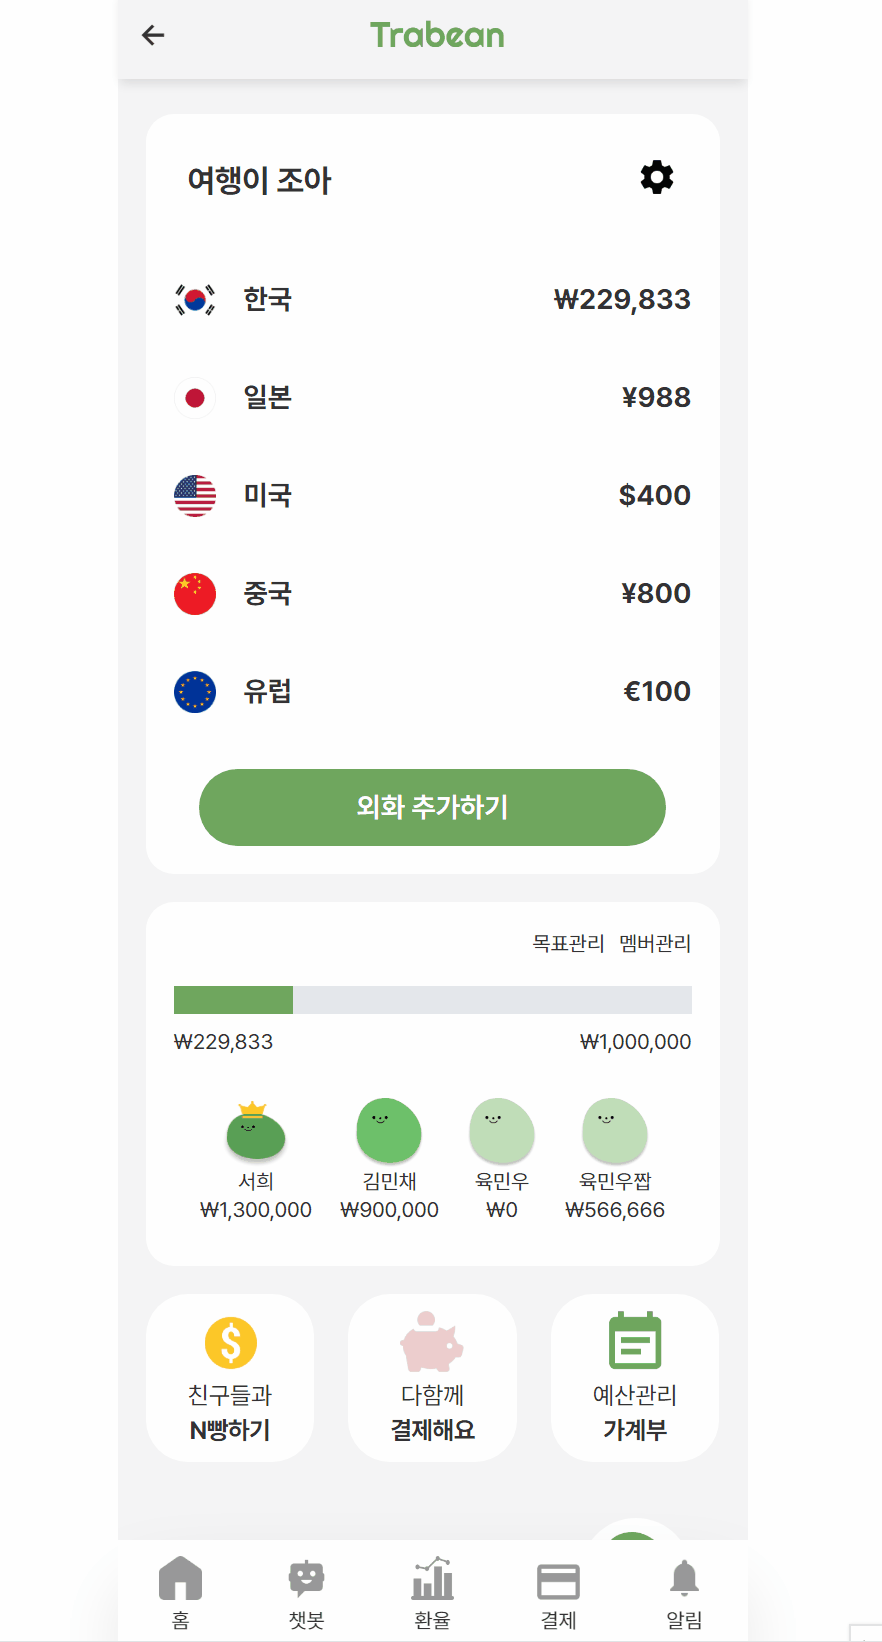 Trabean
여행이 조아
한국 ₩229,833
일본 ¥988
미국 $400
중국 ¥800
유럽 €100
외화 추가하기
목표관리 멤버관리
₩229,833 ₩1,000,000
서희 김민채 육민우 육민우짭
₩1,300,000 ₩900,000 ₩0 ₩566,666
친구들과 다함께 예산관리
N빵하기 결제해요 가계부
홈 챗봇 환율 결제 알림